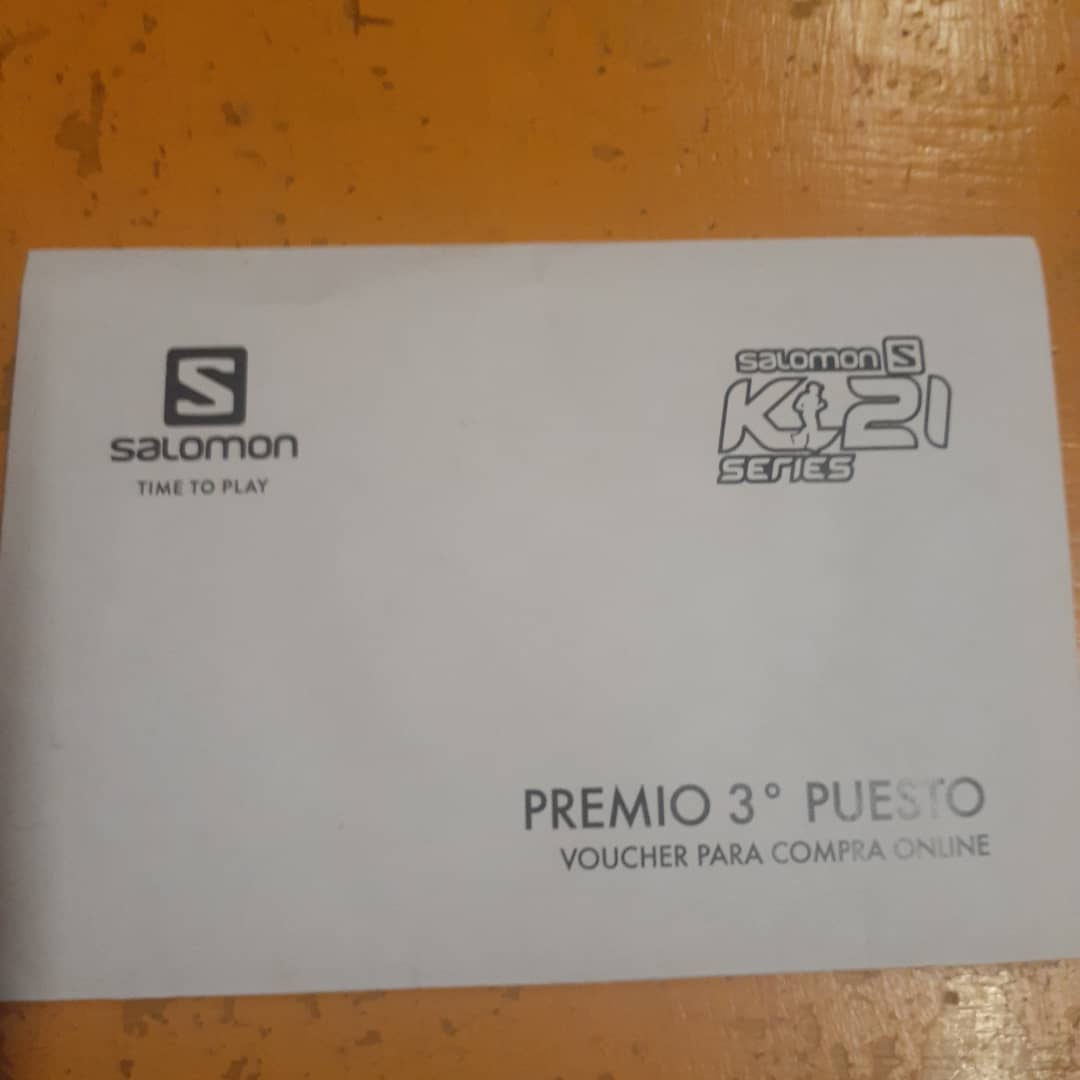 S
SALOMON
TIME TO PLAY
SALOMON S
K21
SERIES
PREMIO 3° PUESTO
VOUCHER PARA COMPRA ONLINE